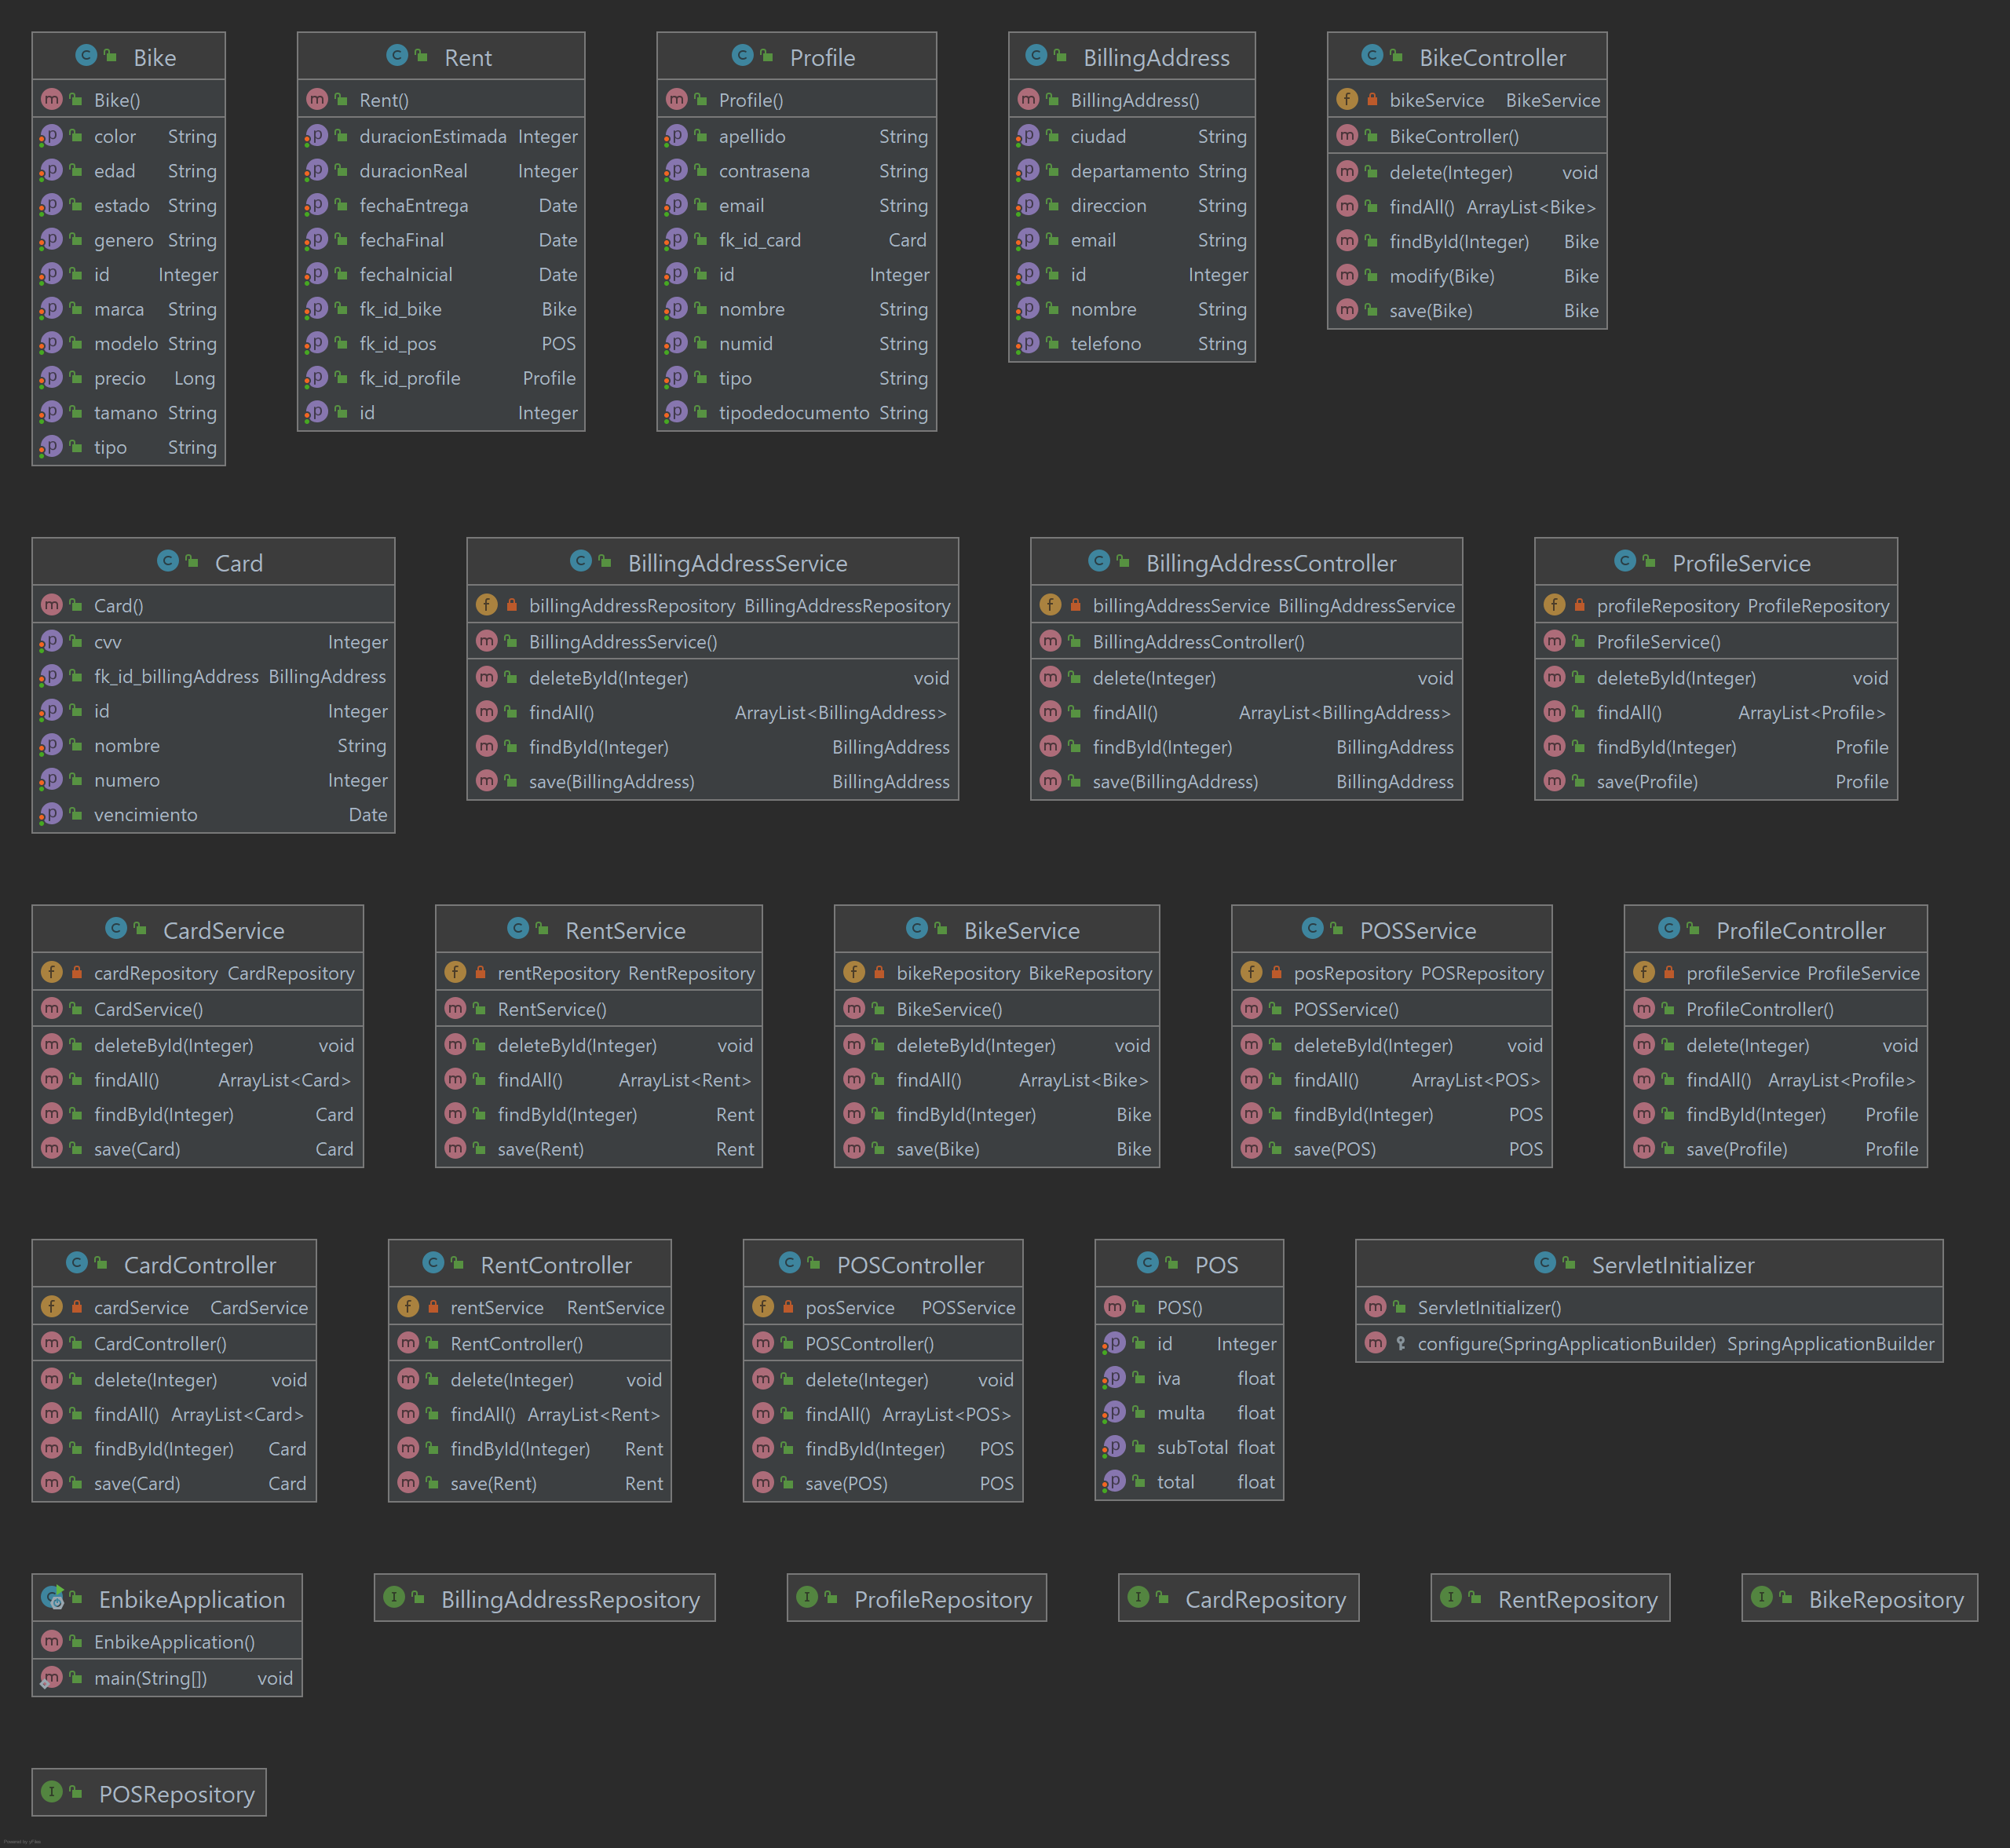 Bike
Bike()
color String
edad String
estado String
genero String
id Integer
marca String
modelo String
precio Long
tamano String
tipo String
Rent
Rent()
duracionEstimada Integer
duracionReal Integer
fechaEntrega Date
fechaFinal Date
fechaInicial Date
fk_id_bike Bike
fk_id_pos POS
fk_id_profile Profile
id Integer
Profile
Profile()
apellido String
contrasena String
email String
fk_id_card Card
id Integer
nombre String
numid String
tipo String
tipodedocumento String
BillingAddress
BillingAddress()
ciudad String
departamento String
direccion String
email String
id Integer
nombre String
telefono String
BikeController
bikeService BikeService
BikeController()
delete(Integer) void
findAll() ArrayList<Bike>
findById(Integer) Bike
modify(Bike) Bike
save(Bike) Bike
Card
Card()
cvv Integer
fk_id_billingAddress BillingAddress
id Integer
nombre String
numero Integer
vencimiento Date
BillingAddressService
billingAddressRepository BillingAddressRepository
BillingAddressService()
deleteById(Integer) void
findAll() ArrayList<BillingAddress>
findById(Integer) BillingAddress
save(BillingAddress) BillingAddress
BillingAddressController
billingAddressService BillingAddressService
BillingAddressController()
delete(Integer) void
findAll() ArrayList<BillingAddress>
findById(Integer) BillingAddress
save(BillingAddress) BillingAddress
ProfileService
profileRepository ProfileRepository
ProfileService()
deleteById(Integer) void
findAll() ArrayList<Profile>
findById(Integer) Profile
save(Profile) Profile
CardService
cardRepository CardRepository
CardService()
deleteById(Integer) void
findAll() ArrayList<Card>
findById(Integer) Card
save(Card) Card
RentService
rentRepository RentRepository
RentService()
deleteById(Integer) void
findAll() ArrayList<Rent>
findById(Integer) Rent
save(Rent) Rent
BikeService
bikeRepository BikeRepository
BikeService()
deleteById(Integer) void
findAll() ArrayList<Bike>
findById(Integer) Bike
save(Bike) Bike
POSService
posRepository POSRepository
POSService()
deleteById(Integer) void
findAll() ArrayList<POS>
findById(Integer) POS
save(POS) POS
ProfileController
profileService ProfileService
ProfileController()
delete(Integer) void
findAll() ArrayList<Profile>
findById(Integer) Profile
save(Profile) Profile
CardController
cardService CardService
CardController()
delete(Integer) void
findAll() ArrayList<Card>
findById(Integer) Card
save(Card) Card
RentController
rentService RentService
RentController()
delete(Integer) void
findAll() ArrayList<Rent>
findById(Integer) Rent
save(Rent) Rent
POSController
posService POSService
POSController()
delete(Integer) void
findAll() ArrayList<POS>
findById(Integer) POS
save(POS) POS
POS
POS()
id Integer
iva float
multa float
subTotal float
total float
ServletInitializer
ServletInitializer()
configure(SpringApplicationBuilder) SpringApplicationBuilder
EnbikeApplication
EnbikeApplication()
main(String[]) void
BillingAddressRepository
ProfileRepository
CardRepository
RentRepository
BikeRepository
POSRepository
Powered by yFiles